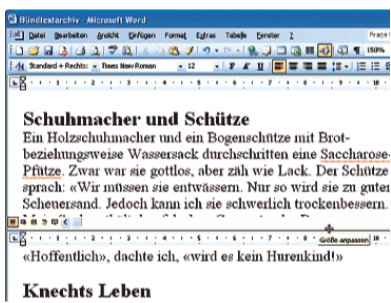 Blindtextarchiv - Microsoft Word
Datei Bearbeiten Ansicht Einfügen Format Extras Tabelle Fenster ?
150%
Standard + Rechts: Times New Roman 12 F K U
Schuhmacher und Schütze
Ein Holzschuhmacher und ein Bogenschütze mit Brot-
beziehungsweise Wassersack durchschritten eine Saccharose-
Pfütze. Zwar war sie gottlos, aber zäh wie Lack. Der Schütze
sprach: «Wir müssen sie entwässern. Nur so wird sie zu guten
Scheuersand. Jedoch kann ich sie schwerlich trockenbessern.
Größe anpassen
«Hoffentlich», dachte ich, «wird es kein Hurenkind!»
Knechts Leben